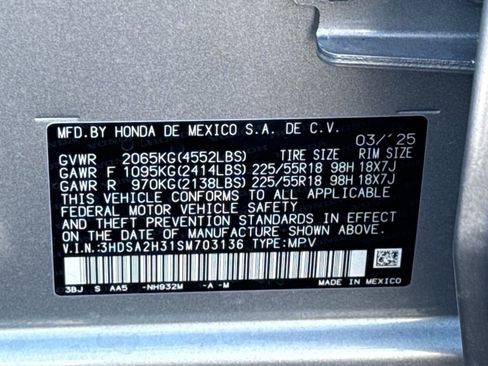 MFD.BY HONDA DE MEXICO S.A. DE C.V. 03/´25
GVWR 2065KG(4552LBS) TIRE SIZE RIM SIZE
GAWR F 1095KG(2414LBS) 225/55R18 98H 18X7J
GAWR R 970KG(2138LBS) 225/55R18 98H 18X7J
THIS VEHICLE CONFORMS TO ALL APPLICABLE
FEDERAL MOTOR VEHICLE SAFETY
AND THEFT PREVENTION STANDARDS IN EFFECT
ON THE DATE OF MANUFACTURE SHOWN ABOVE.
V.I.N.:3HDSA2H31SM703136 TYPE:MPV
3BJ S AA5 -NH932M -A -M MADE IN MEXICO